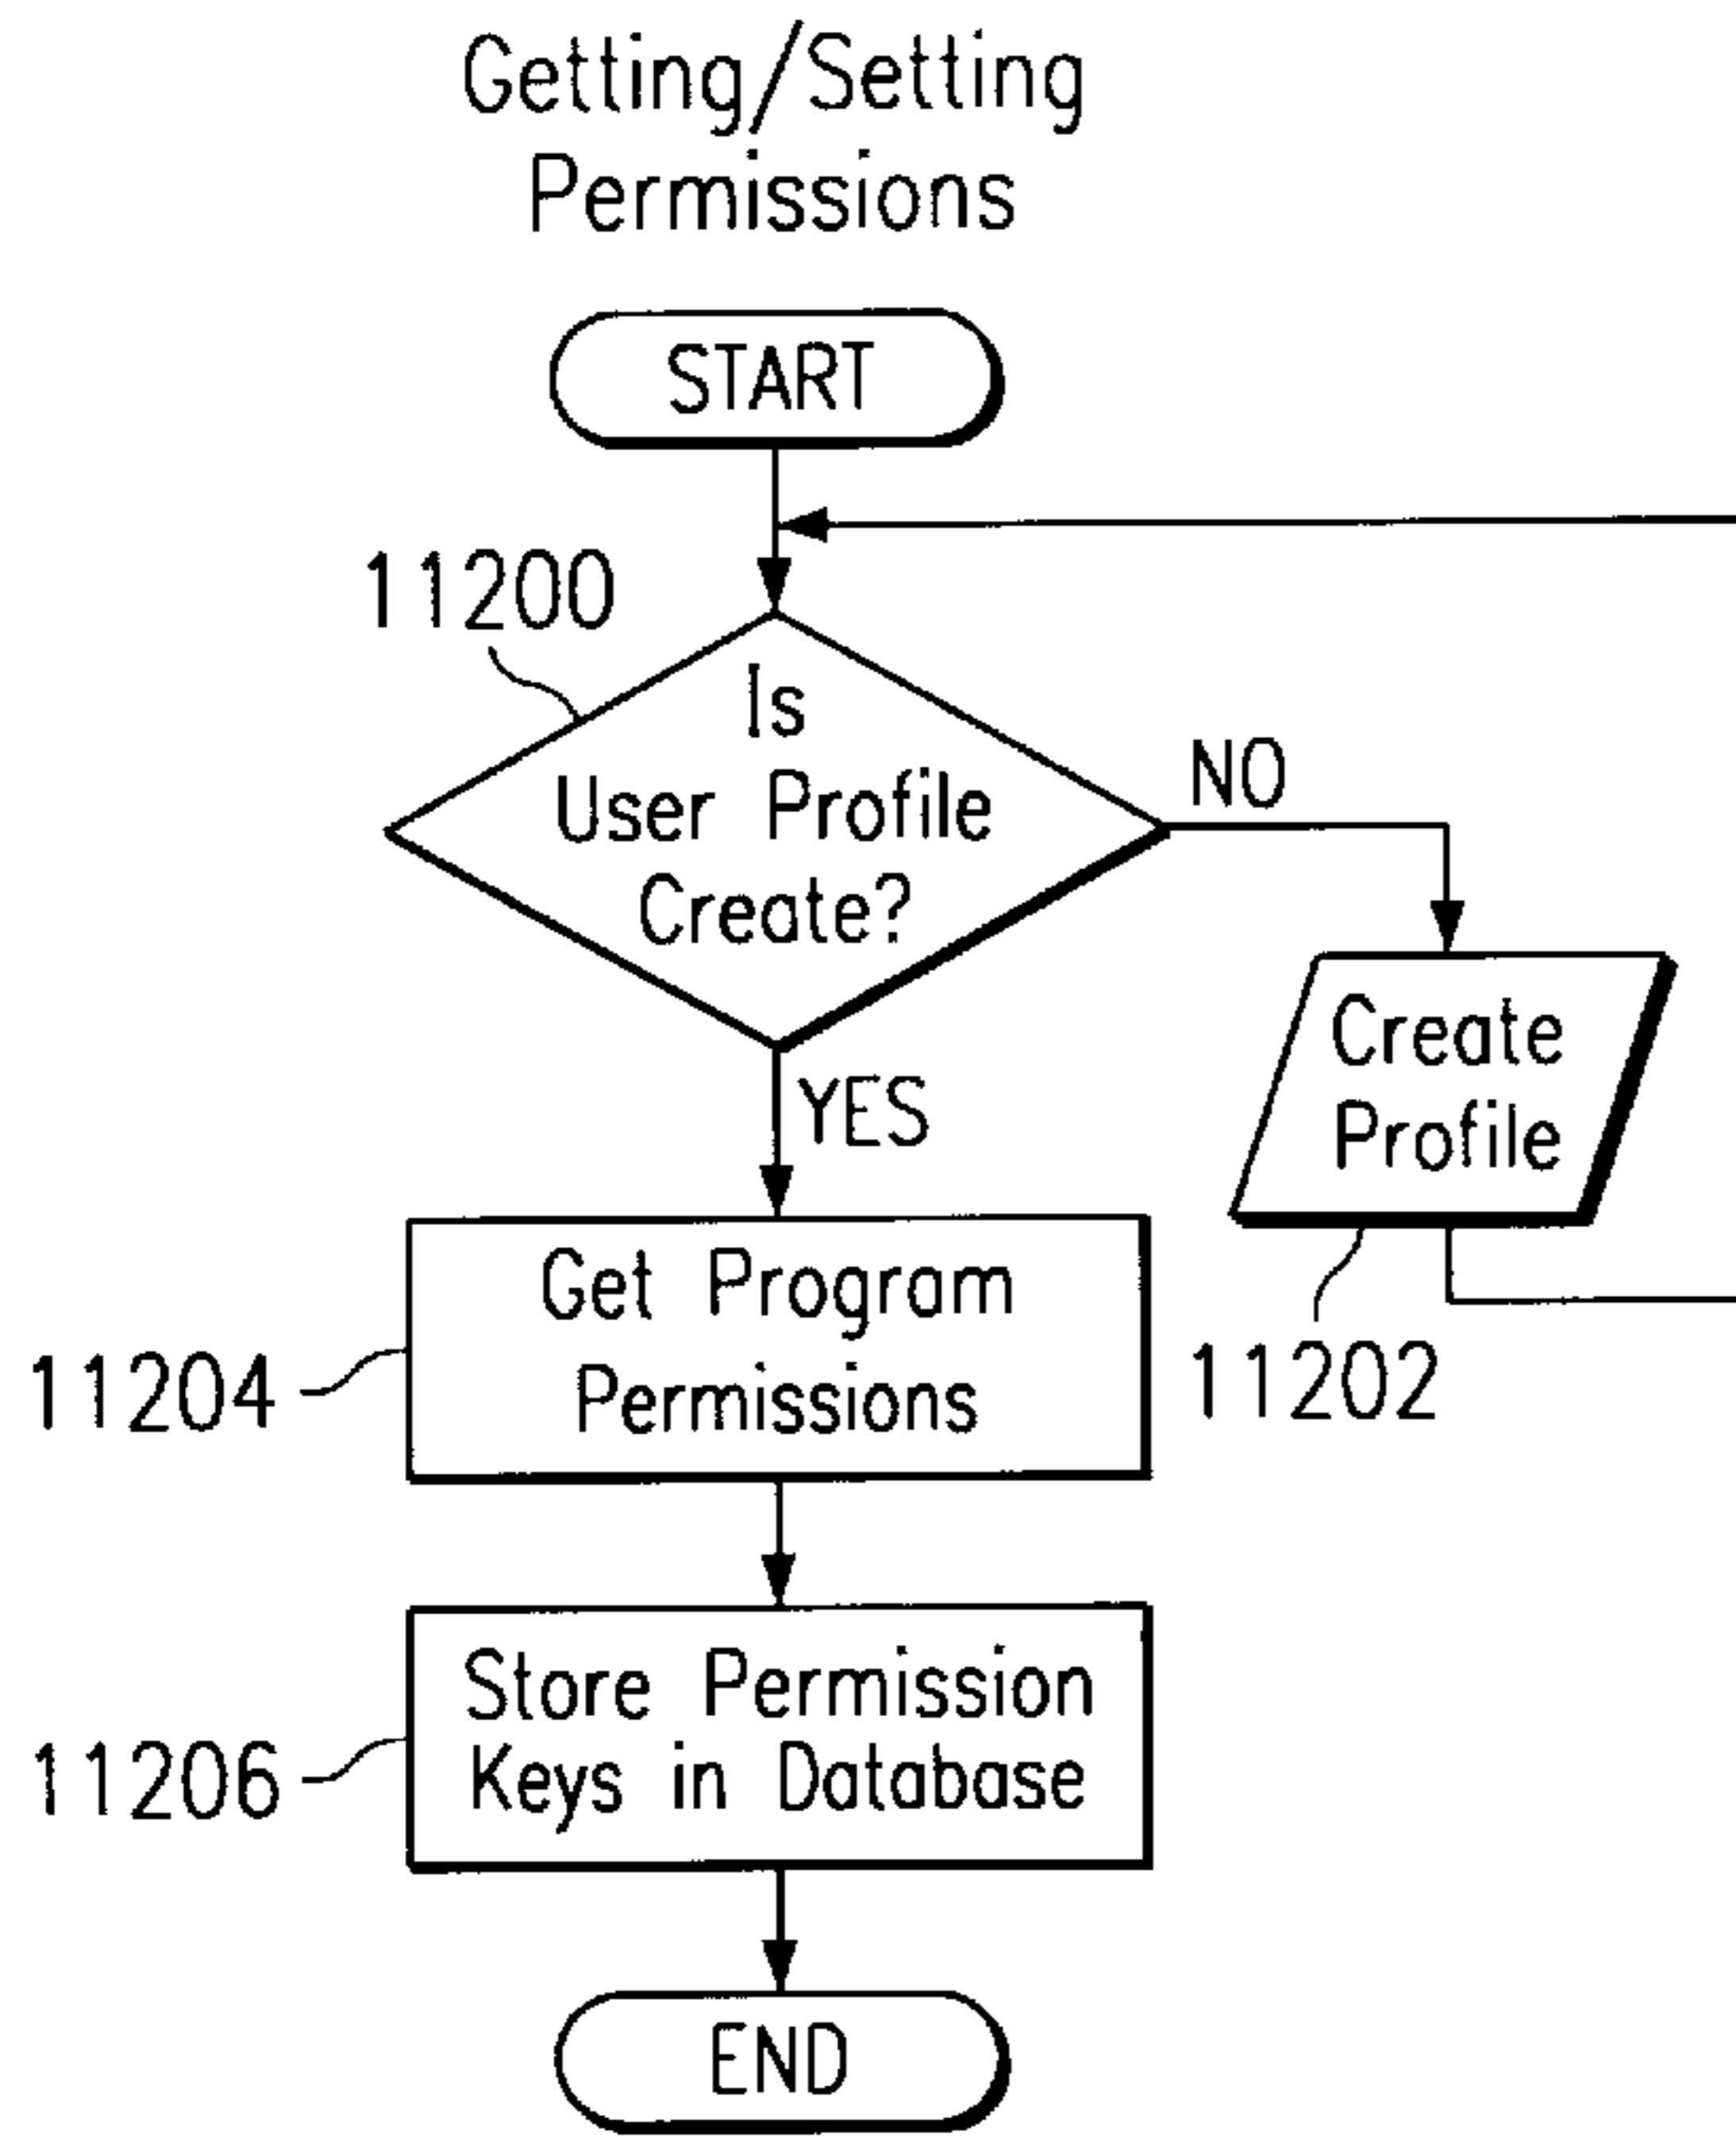 Getting/Setting
Permissions
START
11200
Is
User Profile
Create?
NO
Create
Profile
YES
11202
Get Program
Permissions
11204
Store Permission
Keys in Database
11206
END